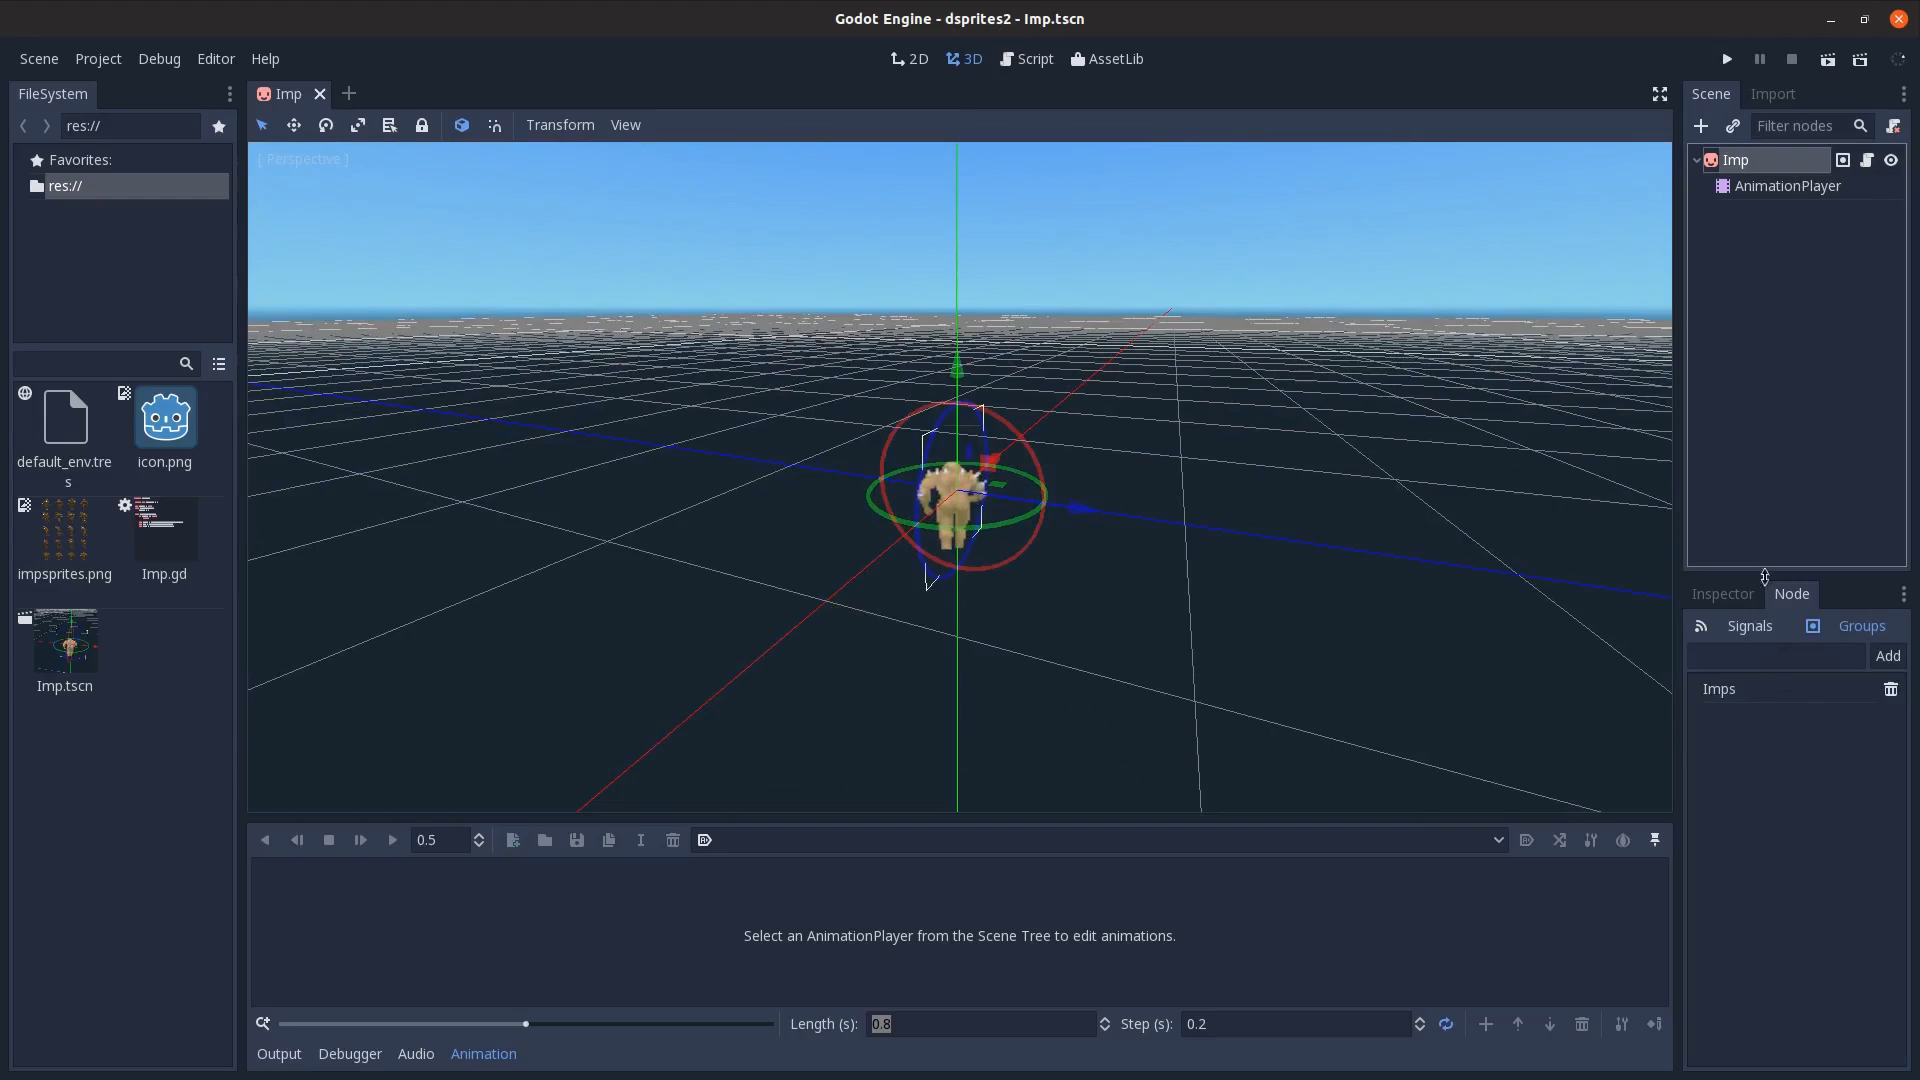 Godot Engine - dsprites2 - Imp.tscn
Scene Project Debug Editor Help
2D 3D Script AssetLib
FileSystem
Imp
Scene Import
res://
Transform View
Filter nodes
Favorites:
res://
[ Perspective ]
Imp
AnimationPlayer
default_env.tre
s
icon.png
impsprites.png
Imp.gd
Imp.tscn
Inspector Node
Signals Groups
Add
Imps
0.5
Select an AnimationPlayer from the Scene Tree to edit animations.
Length (s): 0.8 Step (s): 0.2
Output Debugger Audio Animation